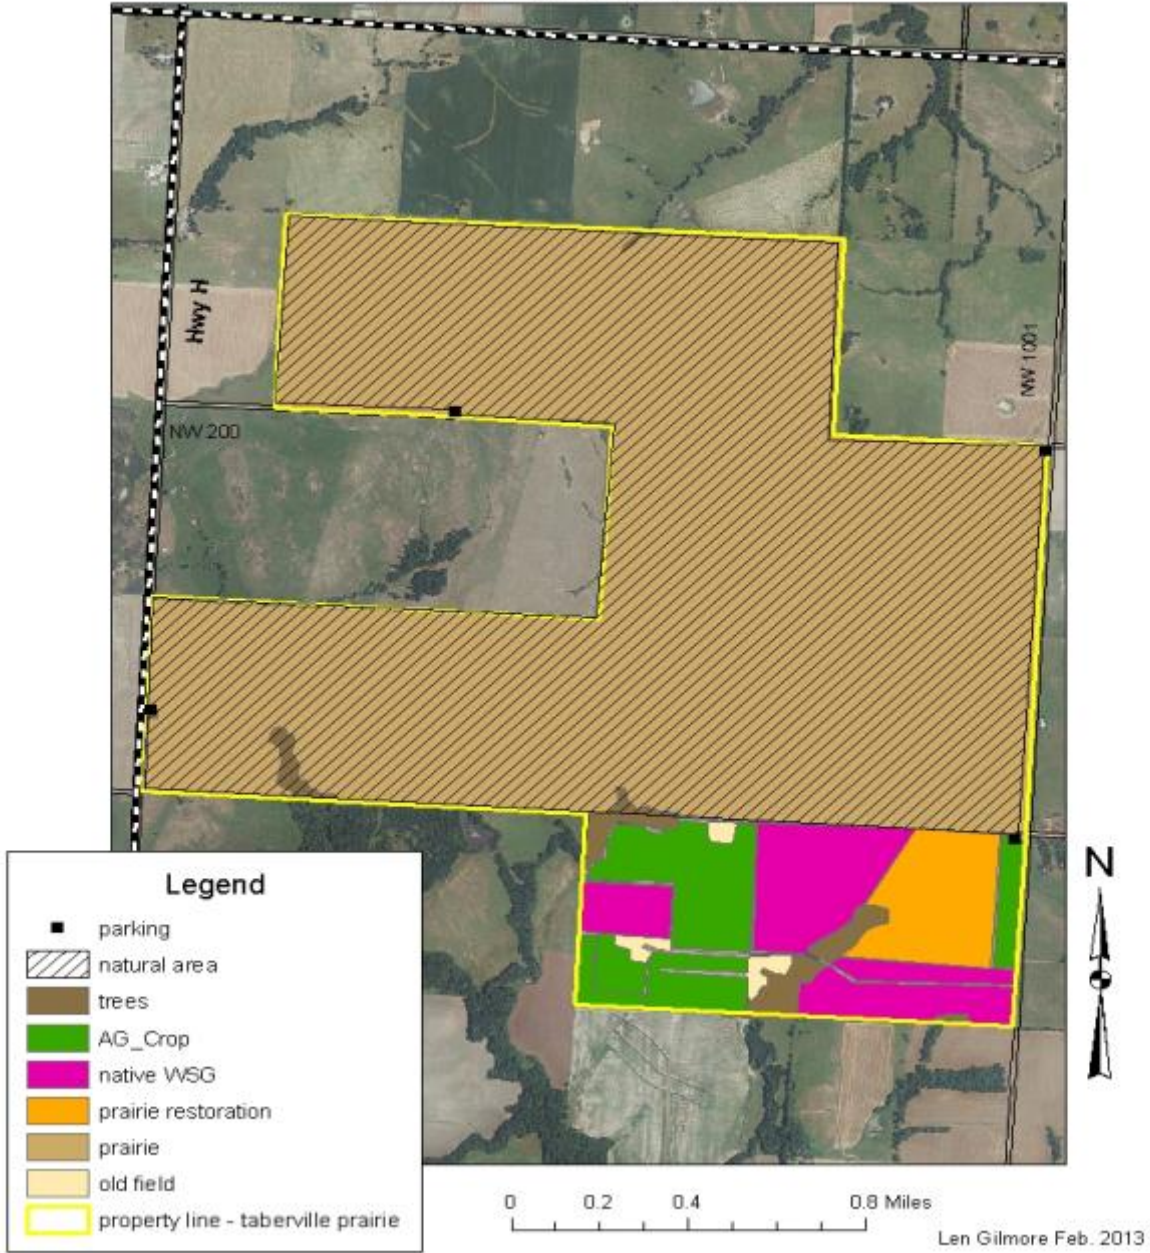 Hwy H
NW 1001
NW 200
N
Legend
parking
natural area
trees
AG_Crop
native WSG
prairie restoration
prairie
old field
property line - taberville prairie
0 0.2 0.4 0.8 Miles
Len Gilmore Feb. 2013